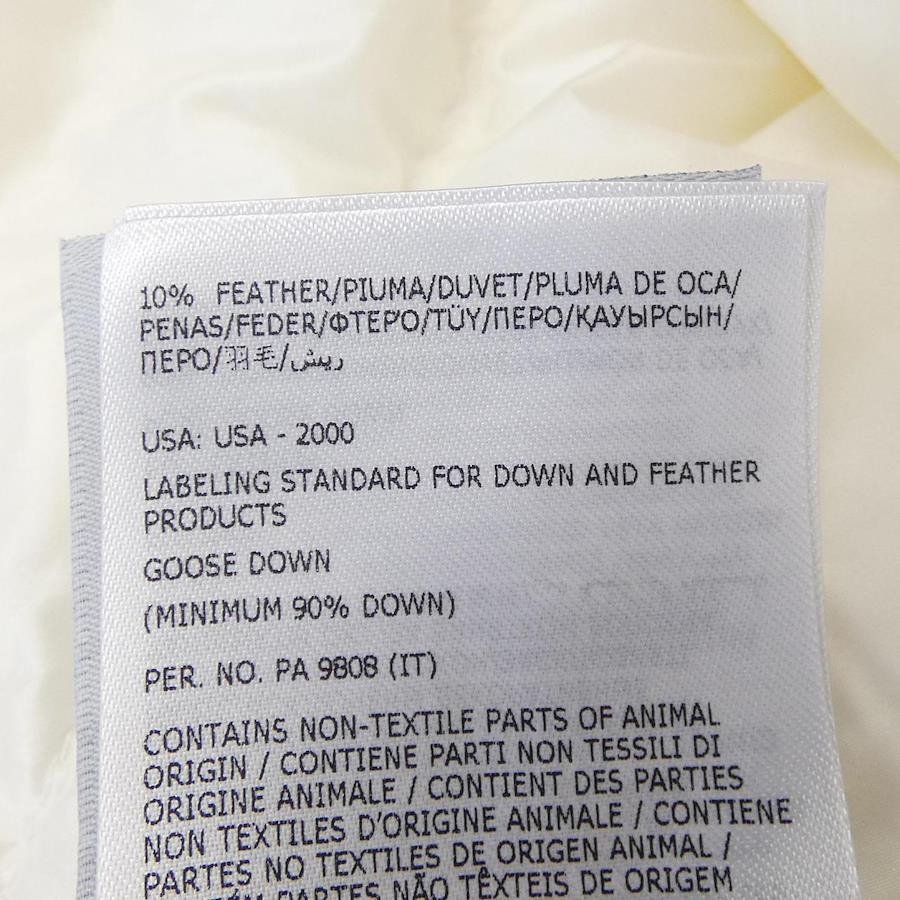 10% FEATHER/PIUMA/DUVET/PLUMA DE OCA/
PENAS/FEDER/ΦΤΕΡΌ/TÜY/ПЕРО/ҚАУЫРСЫН/
ПЕРО/羽毛/ريش
USA: USA - 2000
LABELING STANDARD FOR DOWN AND FEATHER
PRODUCTS
GOOSE DOWN
(MINIMUM 90% DOWN)
PER. NO. PA 9808 (IT)
CONTAINS NON-TEXTILE PARTS OF ANIMAL
ORIGIN / CONTIENE PARTI NON TESSILI DI
ORIGINE ANIMALE / CONTIENT DES PARTIES
NON TEXTILES D'ORIGINE ANIMALE / CONTIENE
PARTES NO TEXTILES DE ORIGEN ANIMAL /
PARTES NÃO TÊXTEIS DE ORIGEM